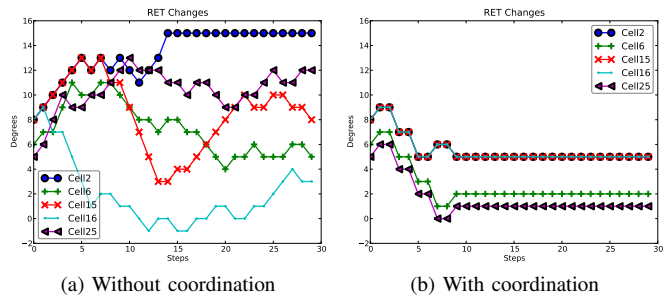 RET Changes
16
14
12
10
8
6
4
2
0
−2
Degrees
Cell2
Cell6
Cell15
Cell16
Cell25
0 5 10 15 20 25 30
Steps
(a) Without coordination
RET Changes
16
14
12
10
8
6
4
2
0
−2
Degrees
Cell2
Cell6
Cell15
Cell16
Cell25
0 5 10 15 20 25 30
Steps
(b) With coordination